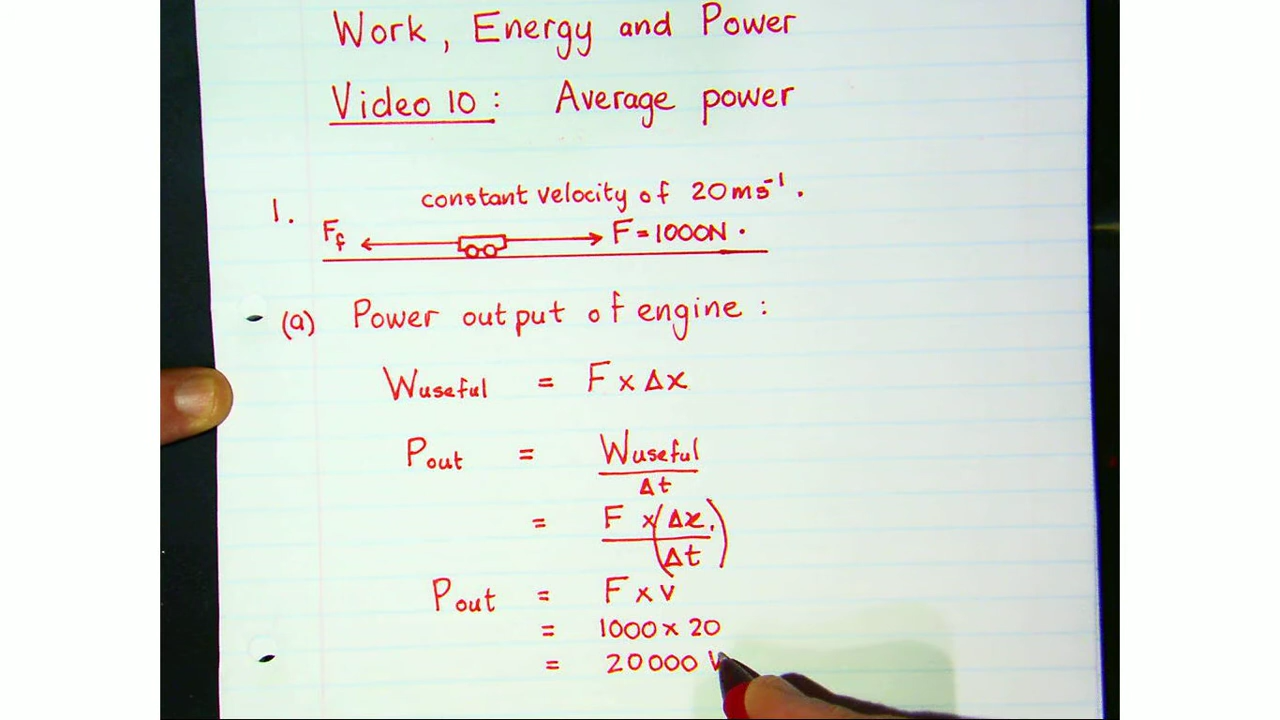 Work, Energy and Power
Video 10: Average power
1. constant velocity of 20ms⁻¹.
Ff F = 1000N.
(a) Power output of engine:
Wuseful = F × Δx
Pout = Wuseful
Δt
= F × (Δx.
Δt)
Pout = F × v
= 1000 × 20
= 20000